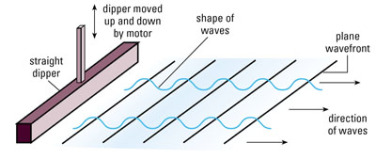 dipper moved
up and down
by motor
shape of
waves
plane
wavefront
straight
dipper
direction
of waves